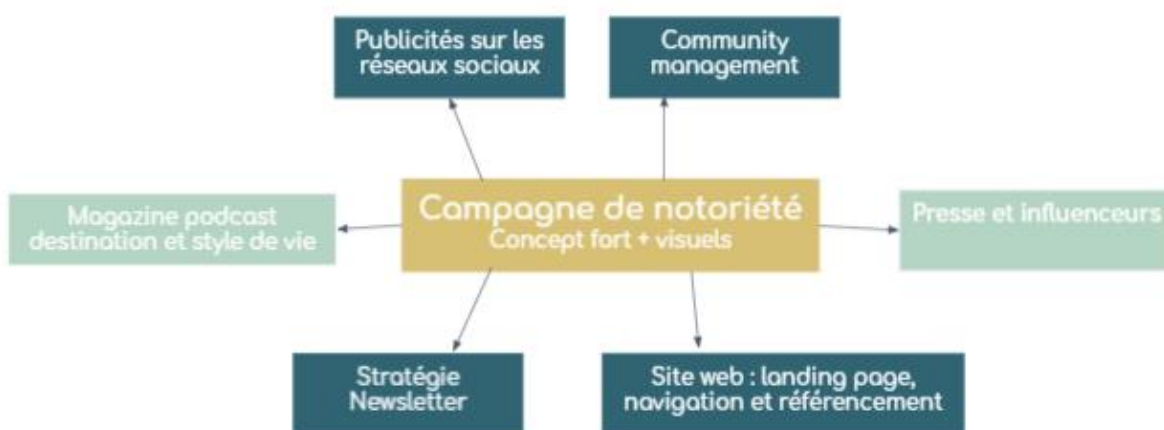 Publicités sur les
réseaux sociaux
Community
management
Magazine podcast
destination et style de vie
Campagne de notoriété
Concept fort + visuels
Presse et influenceurs
Stratégie
Newsletter
Site web : landing page,
navigation et référencement